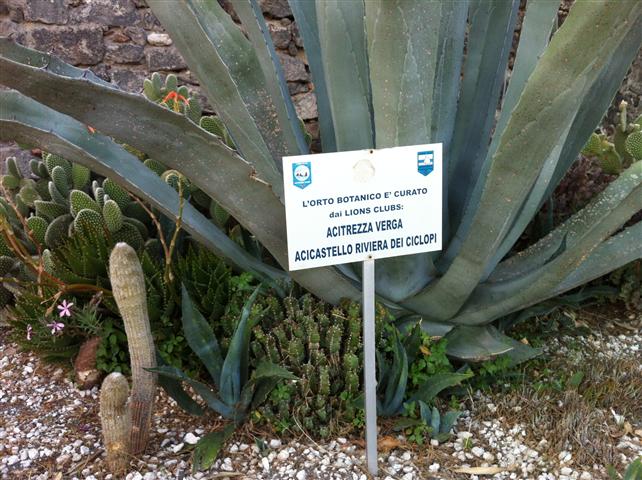 L'ORTO BOTANICO E' CURATO
dai LIONS CLUBS:
ACITREZZA VERGA
ACICASTELLO RIVIERA DEI CICLOPI